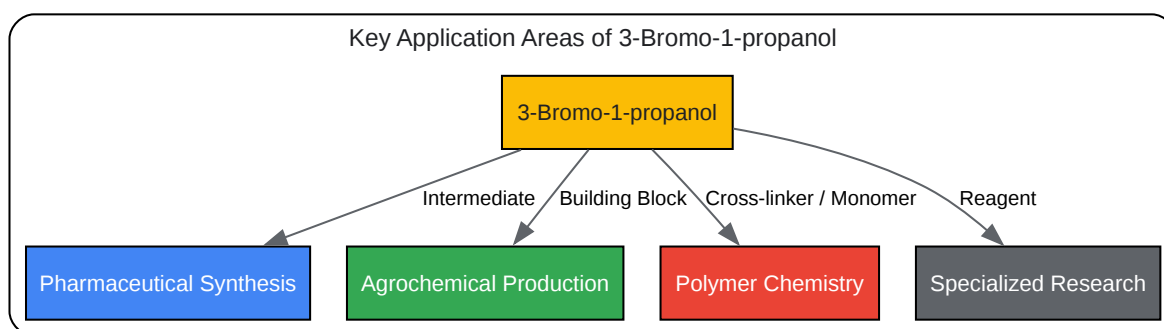 Key Application Areas of 3-Bromo-1-propanol
3-Bromo-1-propanol
Intermediate
Building Block
Cross-linker / Monomer
Reagent
Pharmaceutical Synthesis
Agrochemical Production
Polymer Chemistry
Specialized Research